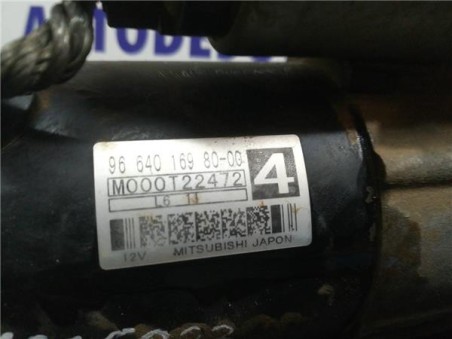 96 640 169 80-00
M000T22472
4
L6
12V MITSUBISHI JAPON